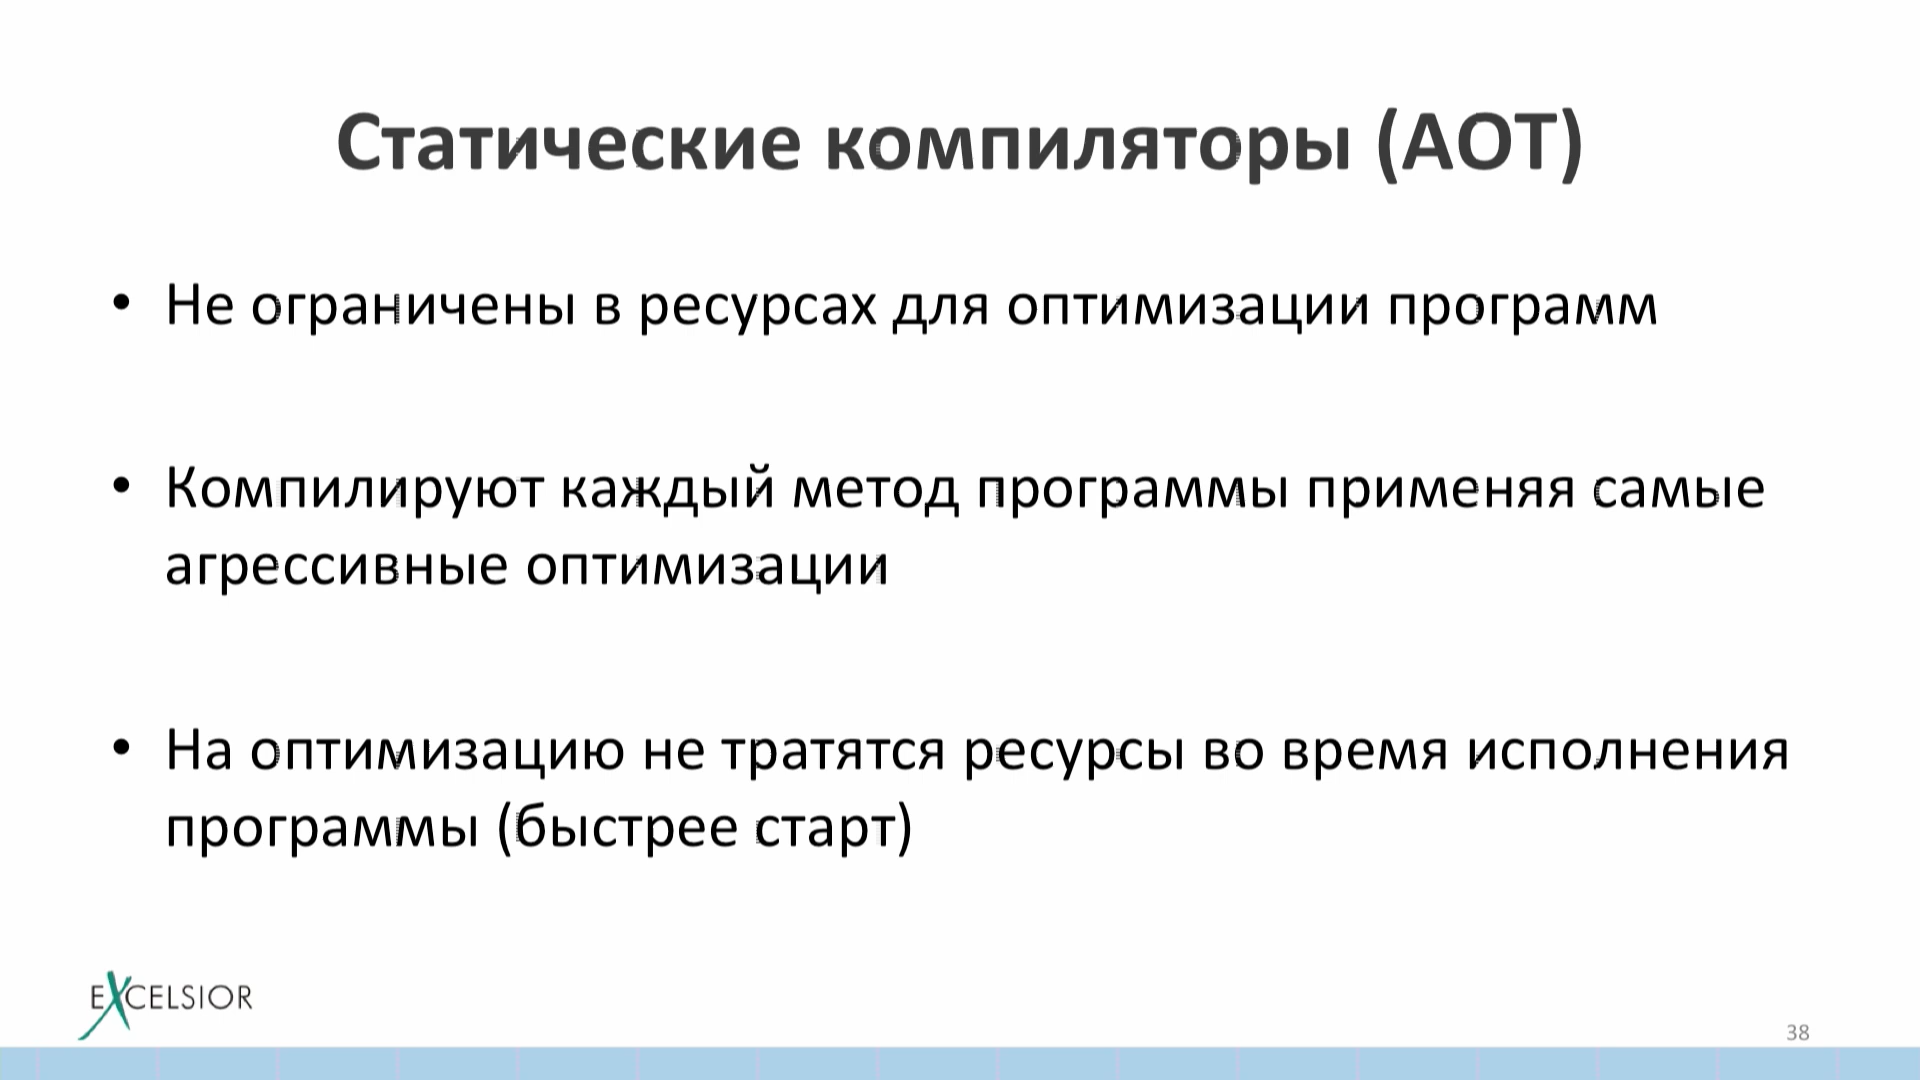 Статические компиляторы (AOT)
• Не ограничены в ресурсах для оптимизации программ
• Компилируют каждый метод программы применяя самые
агрессивные оптимизации
• На оптимизацию не тратятся ресурсы во время исполнения
программы (быстрее старт)
EXCELSIOR
38